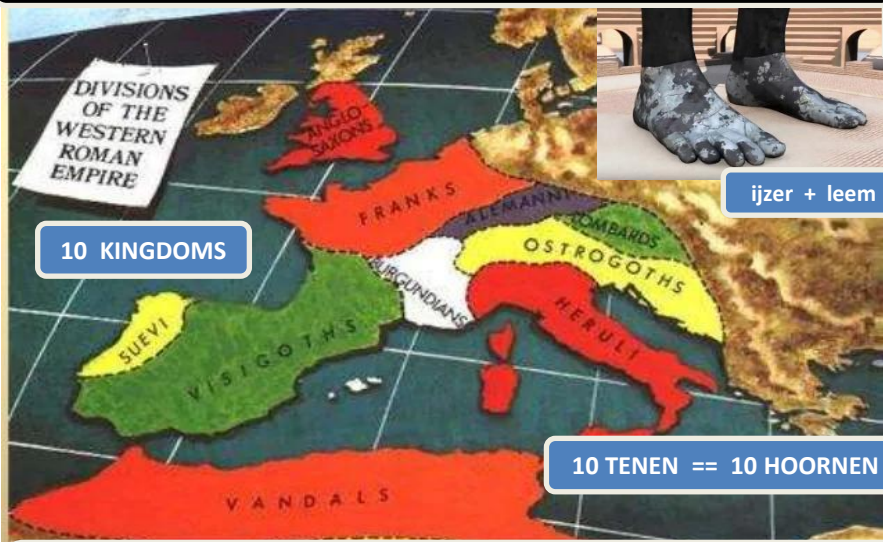 DIVISIONS
OF THE
WESTERN
ROMAN
EMPIRE
ijzer + leem
10 KINGDOMS
ANGLO-
SAXONS
FRANKS
ALEMANNI
LOMBARDS
OSTROGOTHS
BURGUNDIANS
HERULI
SUEVI
VISIGOTHS
10 TENEN == 10 HOORNEN
VANDALS